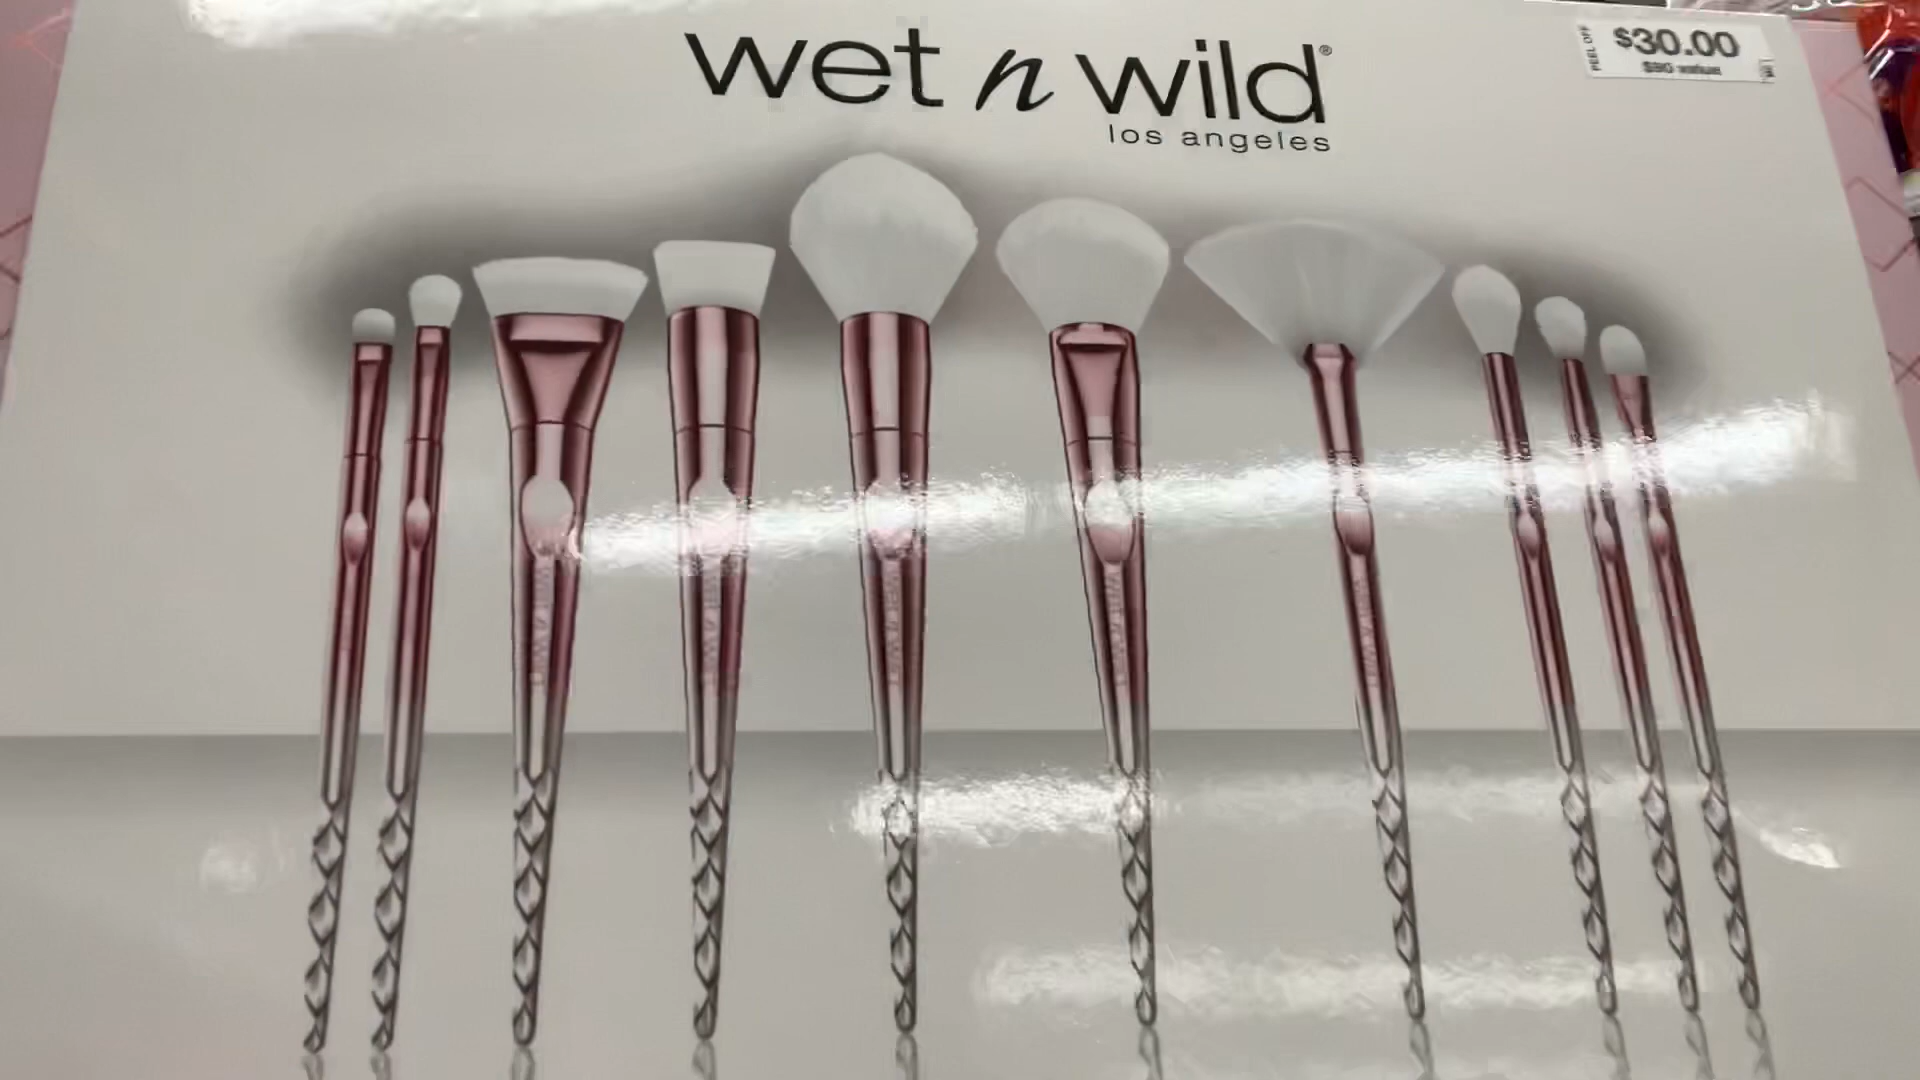 wet n wild®
los angeles
PEEL OFF
$30.00
$90 value